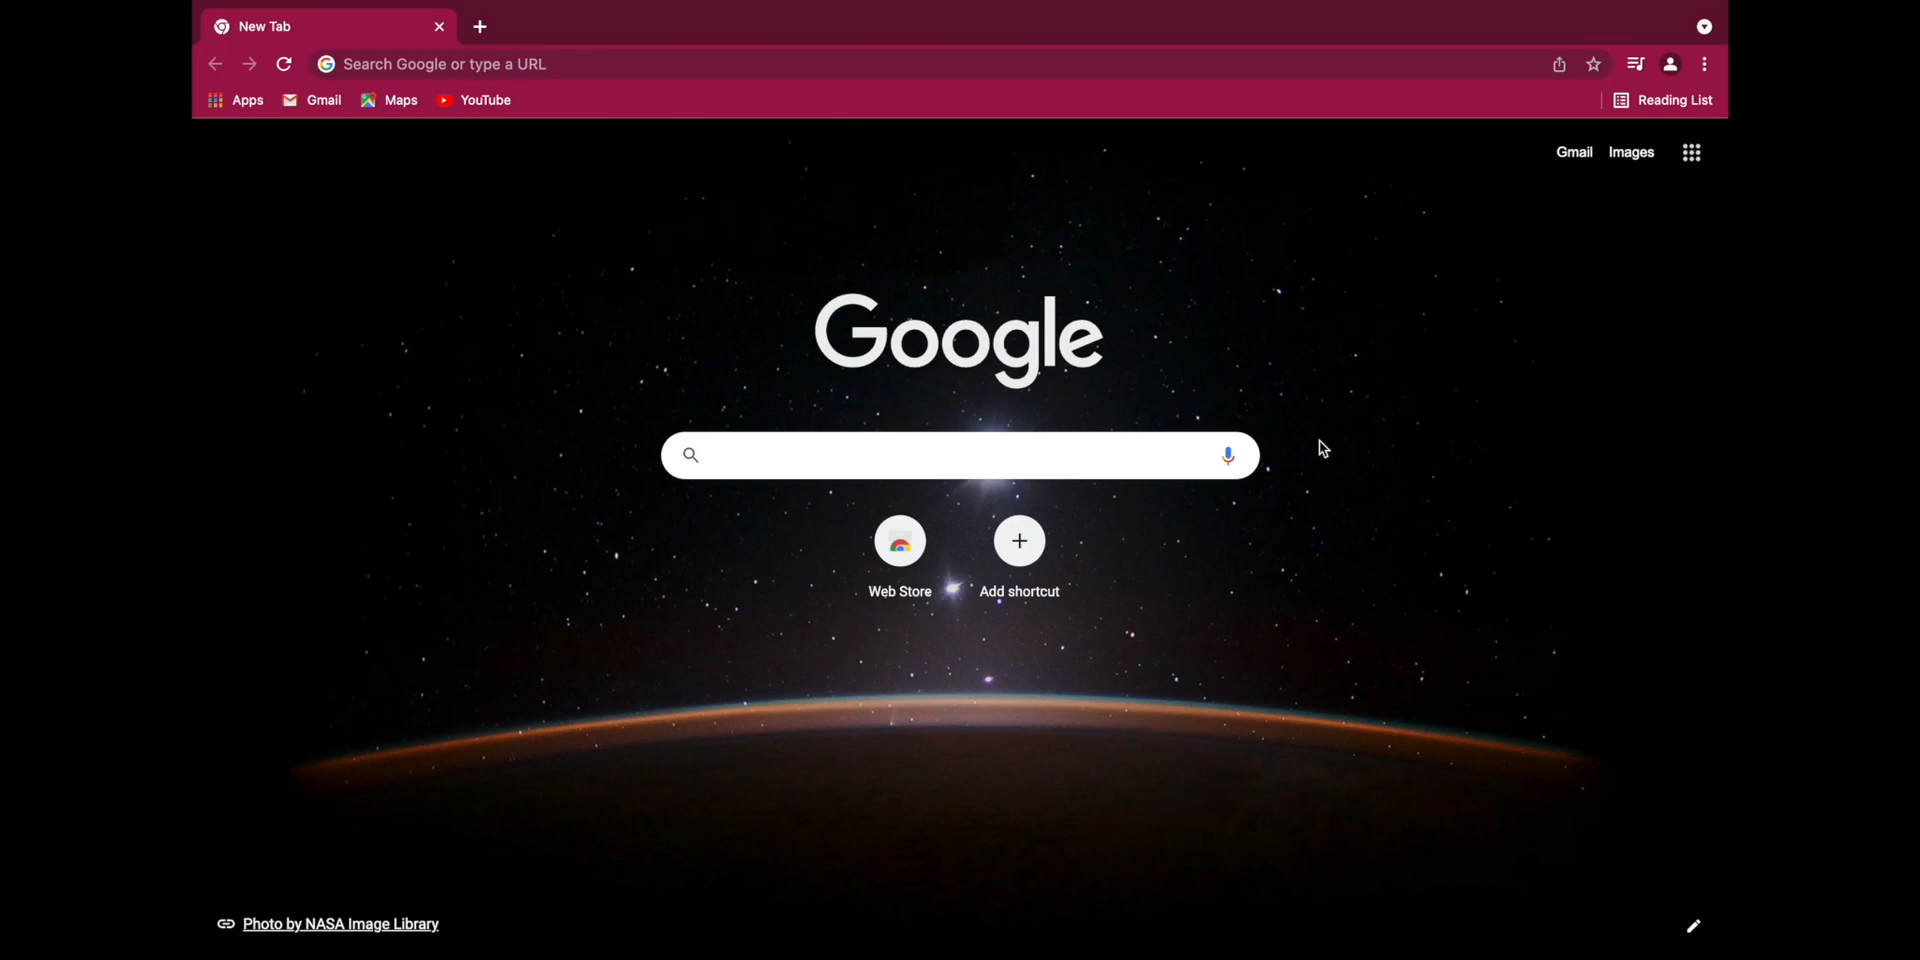 New Tab
Search Google or type a URL
Apps Gmail Maps YouTube Reading List
Gmail Images
Google
Web Store Add shortcut
Photo by NASA Image Library